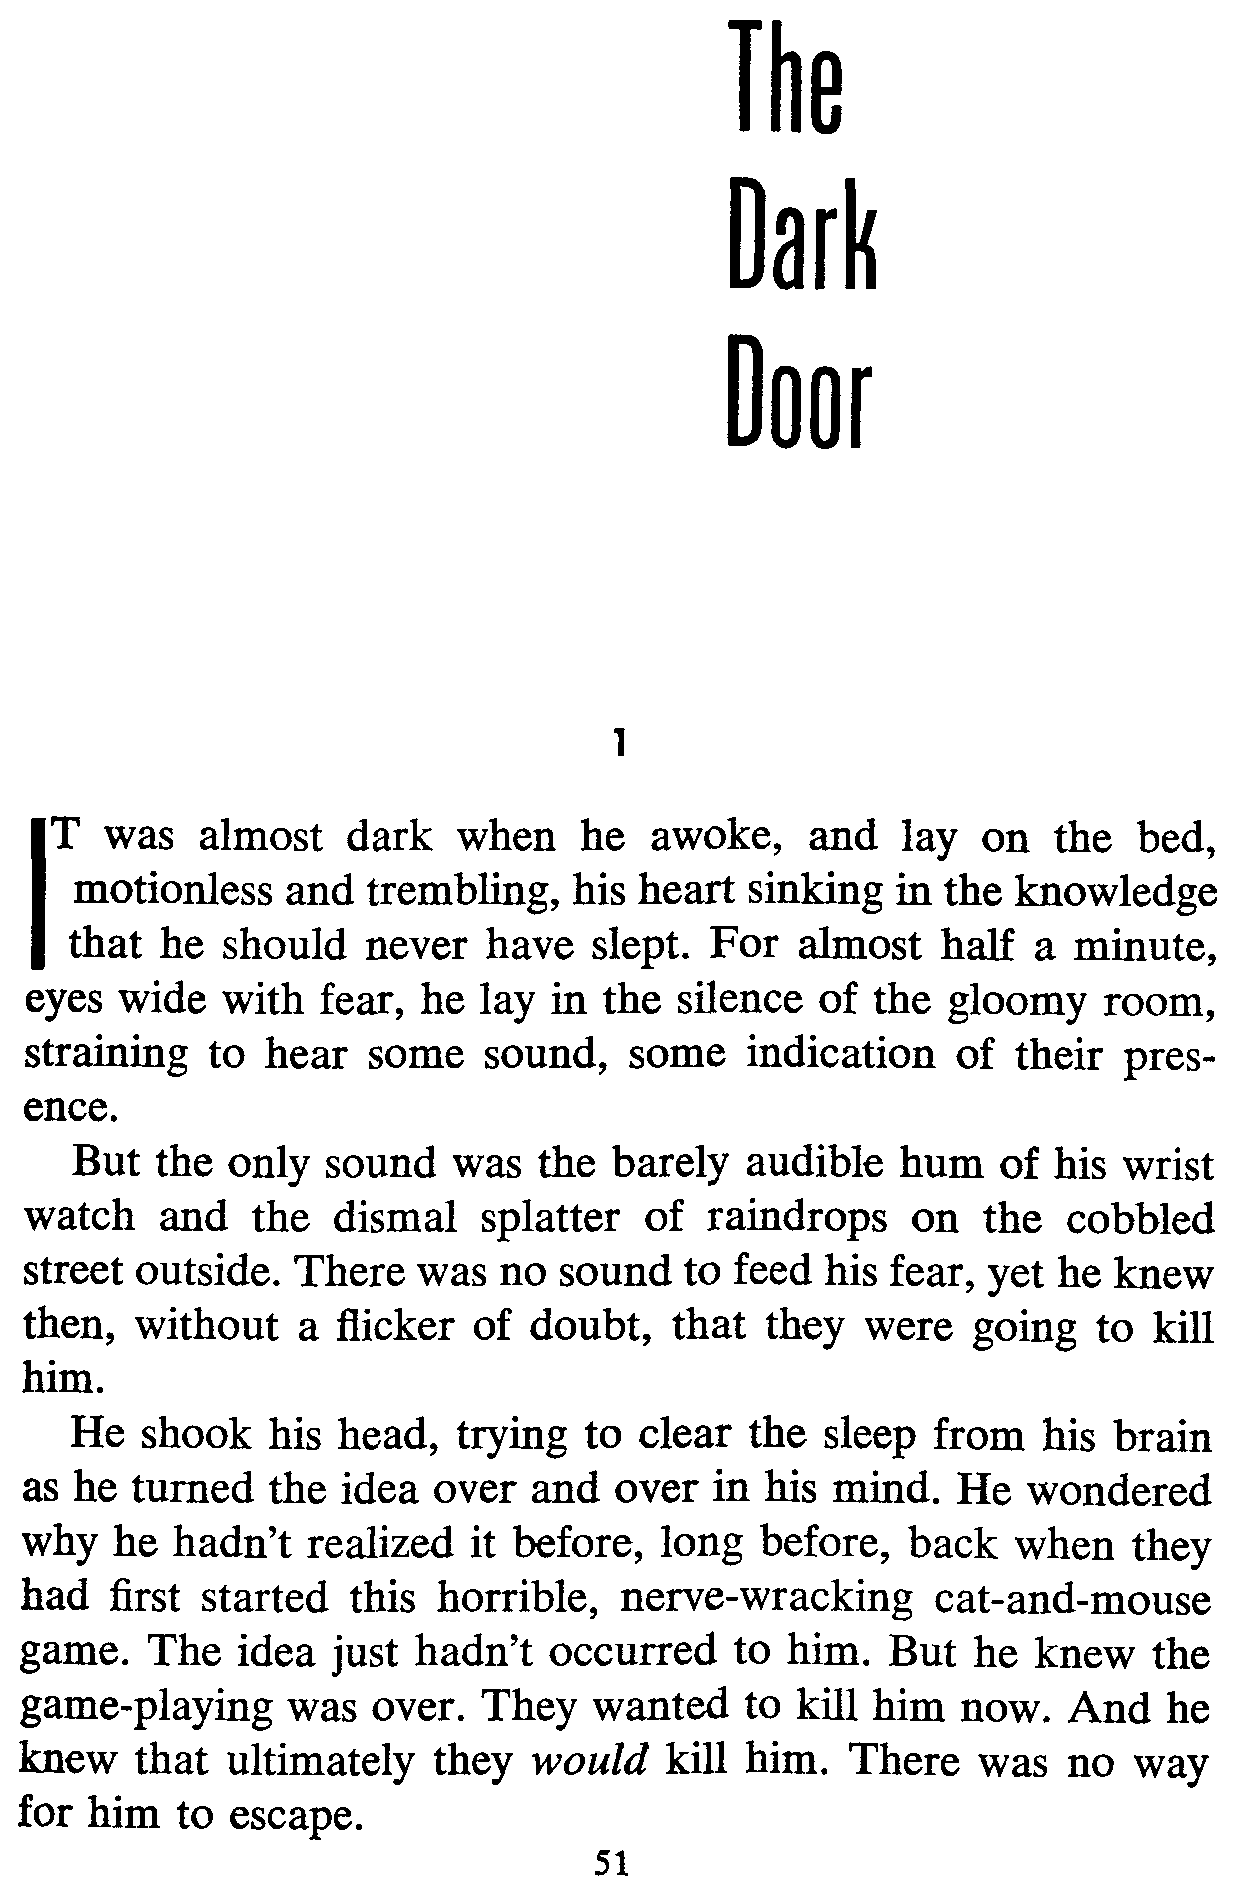 The
Dark
Door
1
IT was almost dark when he awoke, and lay on the bed,
motionless and trembling, his heart sinking in the knowledge
that he should never have slept. For almost half a minute,
eyes wide with fear, he lay in the silence of the gloomy room,
straining to hear some sound, some indication of their pres-
ence.
But the only sound was the barely audible hum of his wrist
watch and the dismal splatter of raindrops on the cobbled
street outside. There was no sound to feed his fear, yet he knew
then, without a flicker of doubt, that they were going to kill
him.
He shook his head, trying to clear the sleep from his brain
as he turned the idea over and over in his mind. He wondered
why he hadn't realized it before, long before, back when they
had first started this horrible, nerve-wracking cat-and-mouse
game. The idea just hadn't occurred to him. But he knew the
game-playing was over. They wanted to kill him now. And he
knew that ultimately they would kill him. There was no way
for him to escape.
51